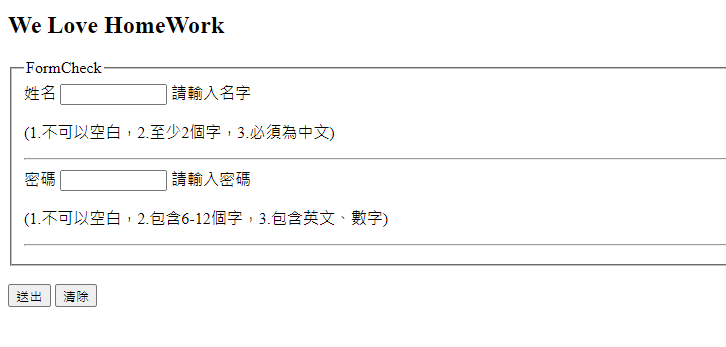 We Love HomeWork
FormCheck
姓名 請輸入名字
(1.不可以空白，2.至少2個字，3.必須為中文)
密碼 請輸入密碼
(1.不可以空白，2.包含6-12個字，3.包含英文、數字)
送出 清除